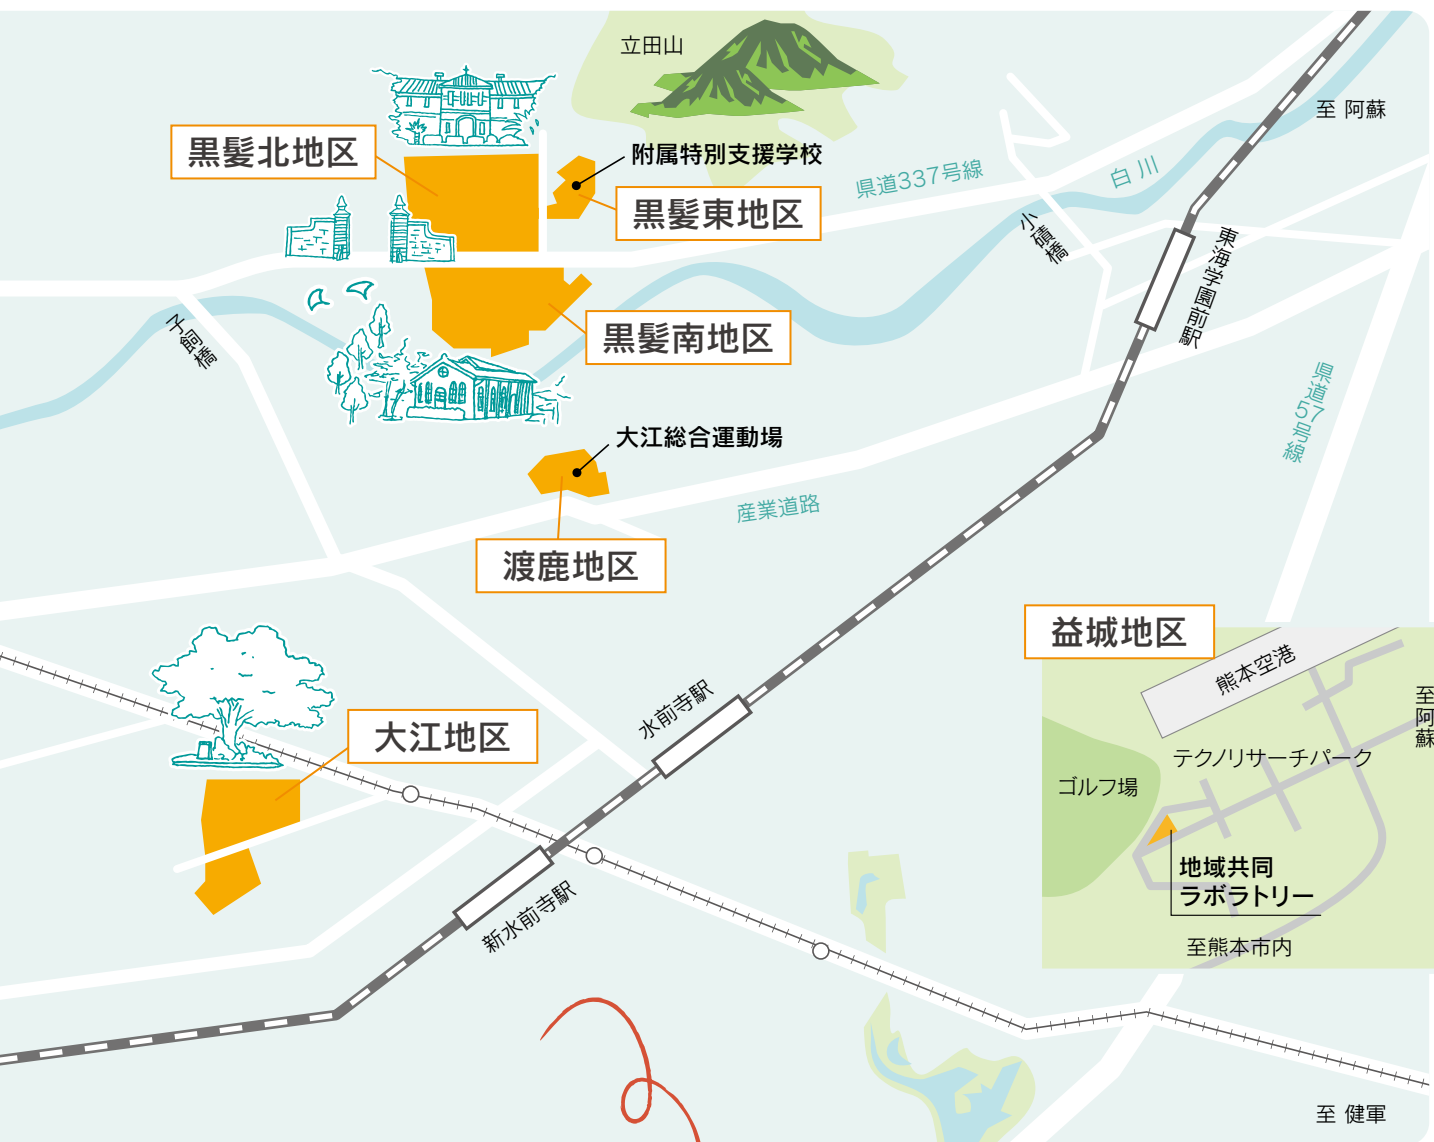 立田山
至 阿蘇
黒髪北地区
附属特別支援学校
県道337号線
白川
黒髪東地区
小磧橋
東海学園前駅
子飼橋
黒髪南地区
県道57号線
大江総合運動場
産業道路
渡鹿地区
益城地区
熊本空港
至阿蘇
水前寺駅
大江地区
テクノリサーチパーク
ゴルフ場
地域共同
ラボラトリー
新水前寺駅
至熊本市内
至 健軍